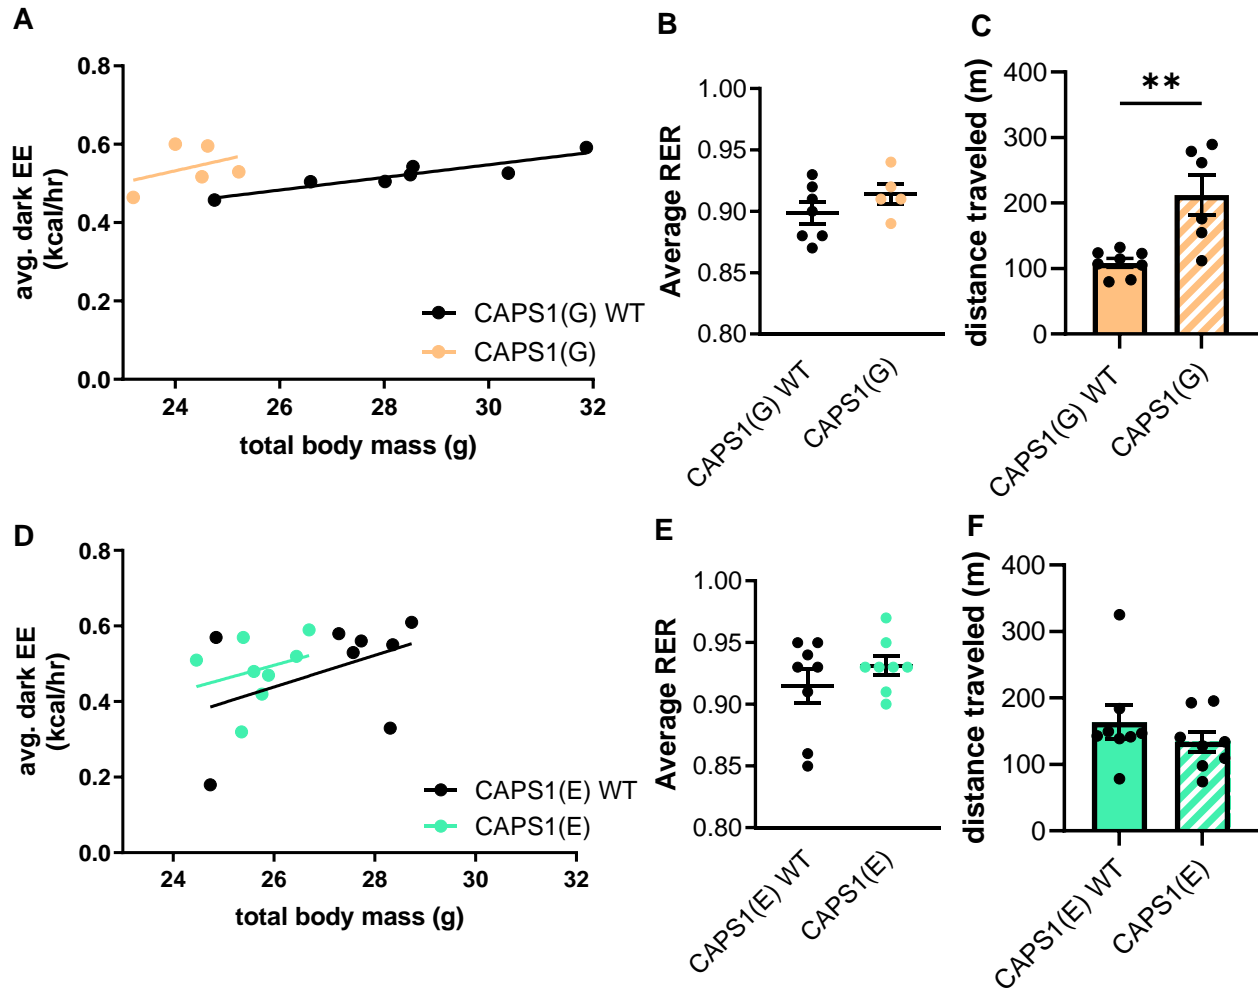 A
avg. dark EE
(kcal/hr)
0.8
0.6
0.4
0.2
0.0
24
26
28
30
32
total body mass (g)
CAPS1(G) WT
CAPS1(G)
B
Average RER
1.00
0.95
0.90
0.85
0.80
CAPS1(G) WT
CAPS1(G)
C
distance traveled (m)
400
300
200
100
0
**
CAPS1(G) WT
CAPS1(G)
D
avg. dark EE
(kcal/hr)
0.8
0.6
0.4
0.2
0.0
24
26
28
30
32
total body mass (g)
CAPS1(E) WT
CAPS1(E)
E
Average RER
1.00
0.95
0.90
0.85
0.80
CAPS1(E) WT
CAPS1(E)
F
distance traveled (m)
400
300
200
100
0
CAPS1(E) WT
CAPS1(E)